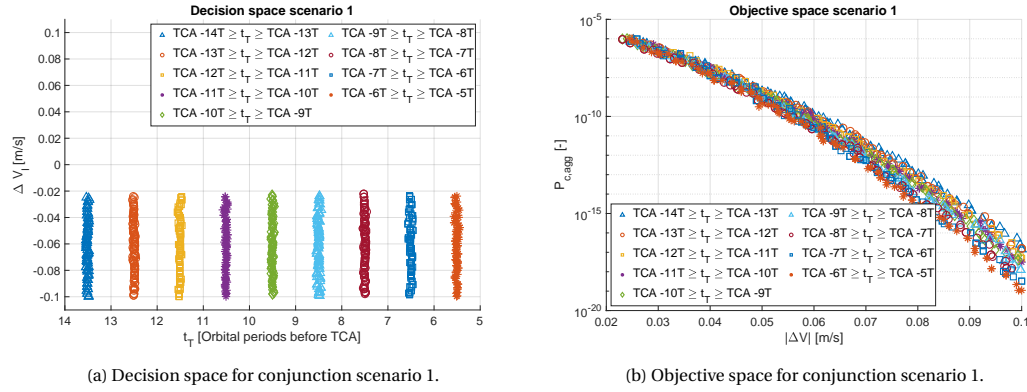 Decision space scenario 1
0.1
0.08
0.06
0.04
0.02
0
-0.02
-0.04
-0.06
-0.08
-0.1
Δ V_l [m/s]
TCA -14T ≥ t_T ≥ TCA -13T
TCA -13T ≥ t_T ≥ TCA -12T
TCA -12T ≥ t_T ≥ TCA -11T
TCA -11T ≥ t_T ≥ TCA -10T
TCA -10T ≥ t_T ≥ TCA -9T
TCA -9T ≥ t_T ≥ TCA -8T
TCA -8T ≥ t_T ≥ TCA -7T
TCA -7T ≥ t_T ≥ TCA -6T
TCA -6T ≥ t_T ≥ TCA -5T
14 13 12 11 10 9 8 7 6 5
t_T [Orbital periods before TCA]
(a) Decision space for conjunction scenario 1.
Objective space scenario 1
10^-5
10^-10
10^-15
10^-20
P_c,agg [-]
TCA -14T ≥ t_T ≥ TCA -13T
TCA -13T ≥ t_T ≥ TCA -12T
TCA -12T ≥ t_T ≥ TCA -11T
TCA -11T ≥ t_T ≥ TCA -10T
TCA -10T ≥ t_T ≥ TCA -9T
TCA -9T ≥ t_T ≥ TCA -8T
TCA -8T ≥ t_T ≥ TCA -7T
TCA -7T ≥ t_T ≥ TCA -6T
TCA -6T ≥ t_T ≥ TCA -5T
0.02 0.03 0.04 0.05 0.06 0.07 0.08 0.09 0.1
|ΔV| [m/s]
(b) Objective space for conjunction scenario 1.